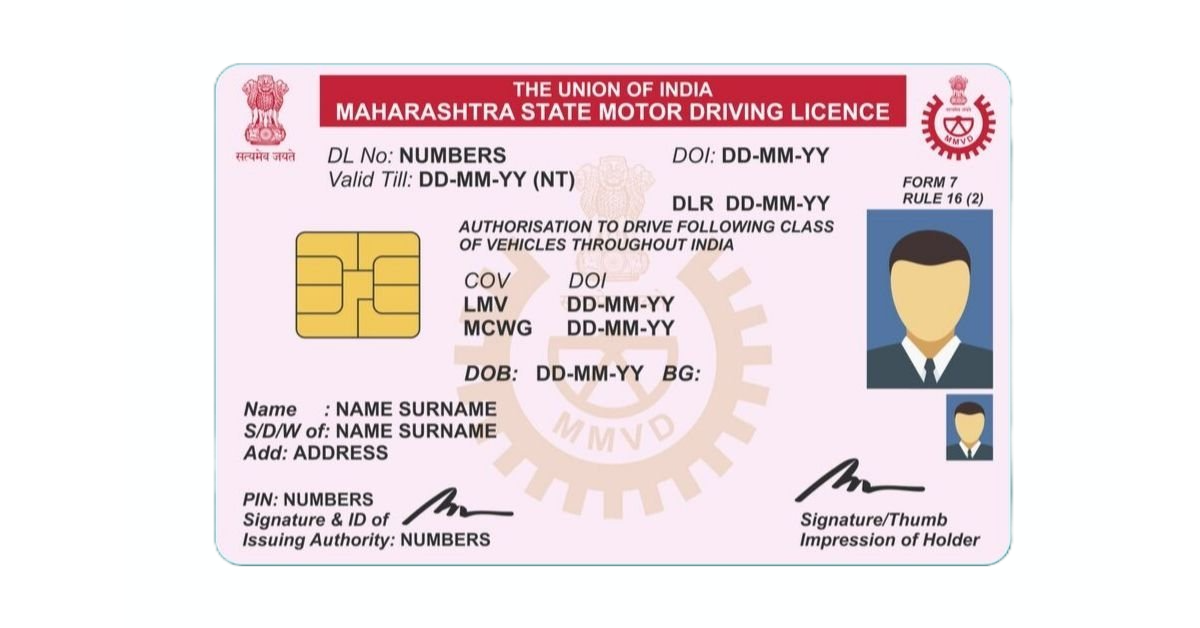 THE UNION OF INDIA
MAHARASHTRA STATE MOTOR DRIVING LICENCE
सत्यमेव जयते
MMVD
DL No: NUMBERS DOI: DD-MM-YY
Valid Till: DD-MM-YY (NT)
FORM 7
RULE 16 (2)
DLR DD-MM-YY
AUTHORISATION TO DRIVE FOLLOWING CLASS
OF VEHICLES THROUGHOUT INDIA
COV DOI
LMV DD-MM-YY
MCWG DD-MM-YY
DOB: DD-MM-YY BG:
MMVD
Name : NAME SURNAME
S/D/W of: NAME SURNAME
Add: ADDRESS
PIN: NUMBERS
Signature & ID of
Issuing Authority: NUMBERS
Signature/Thumb
Impression of Holder